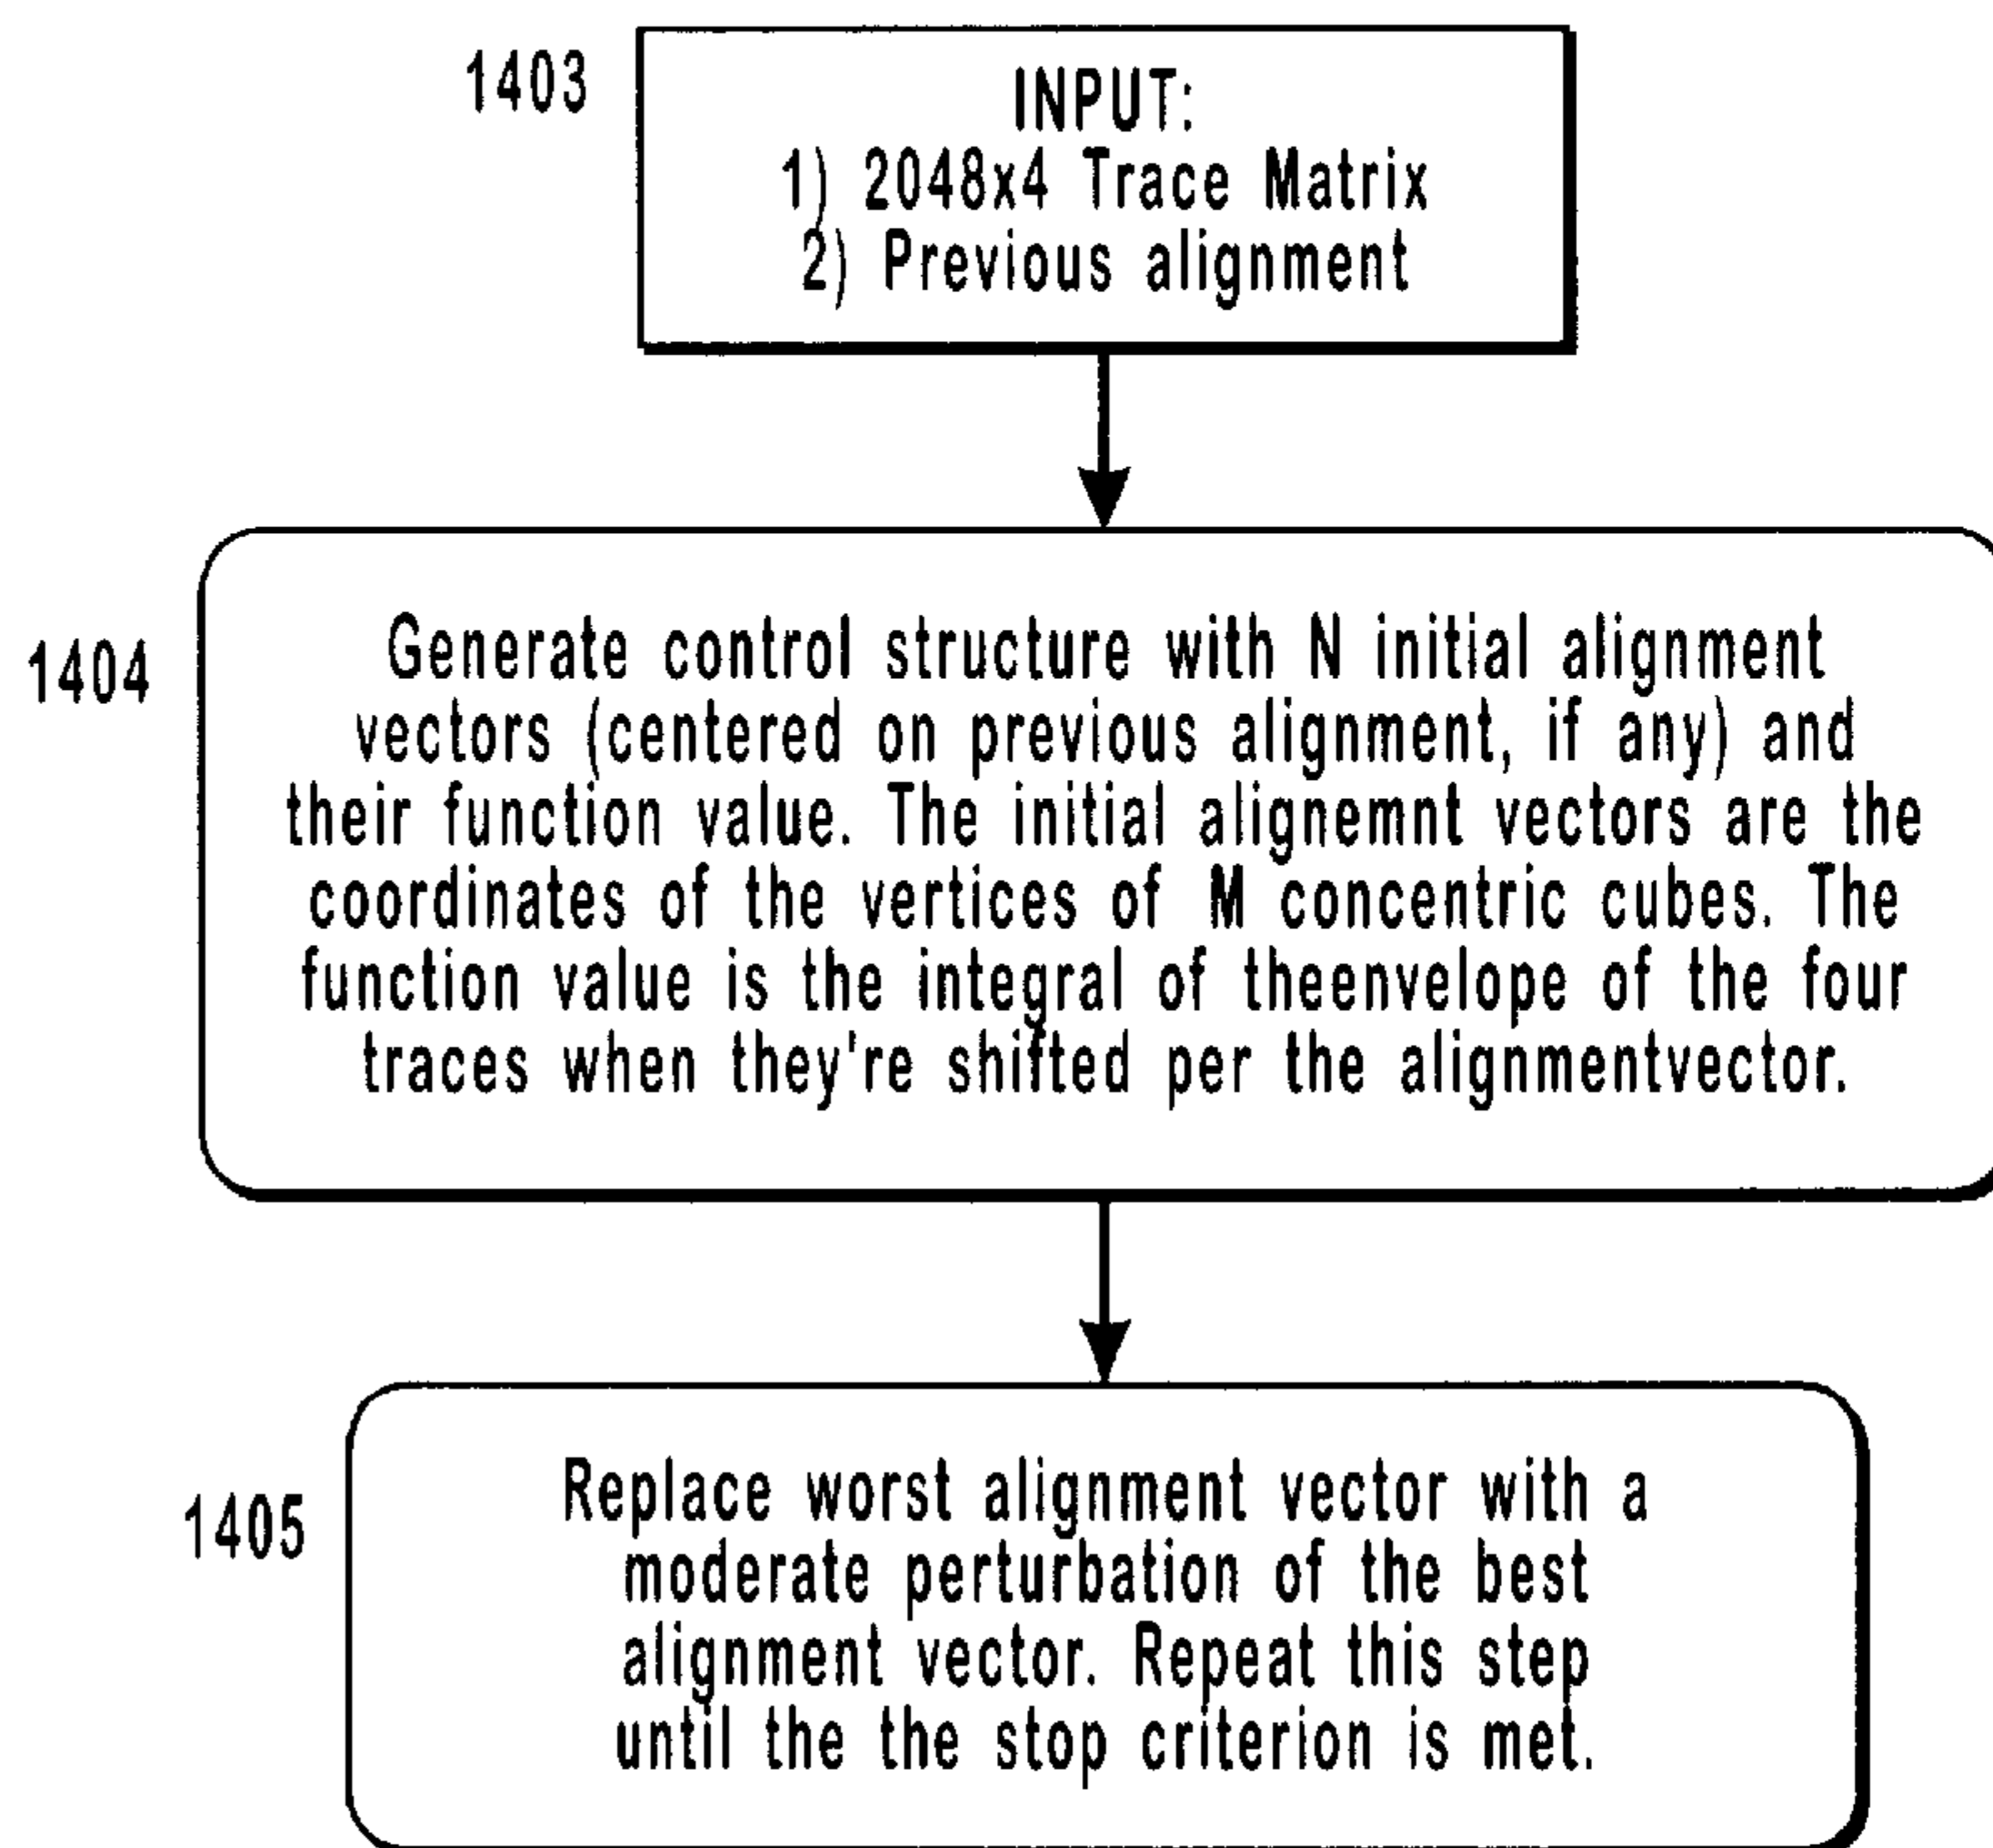 1403
INPUT:
1) 2048x4 Trace Matrix
2) Previous alignment
1404
Generate control structure with N initial alignment
vectors (centered on previous alignment, if any) and
their function value. The initial alignemnt vectors are the
coordinates of the vertices of M concentric cubes. The
function value is the integral of theenvelope of the four
traces when they're shifted per the alignmentvector.
1405
Replace worst alignment vector with a
moderate perturbation of the best
alignment vector. Repeat this step
until the the stop criterion is met.